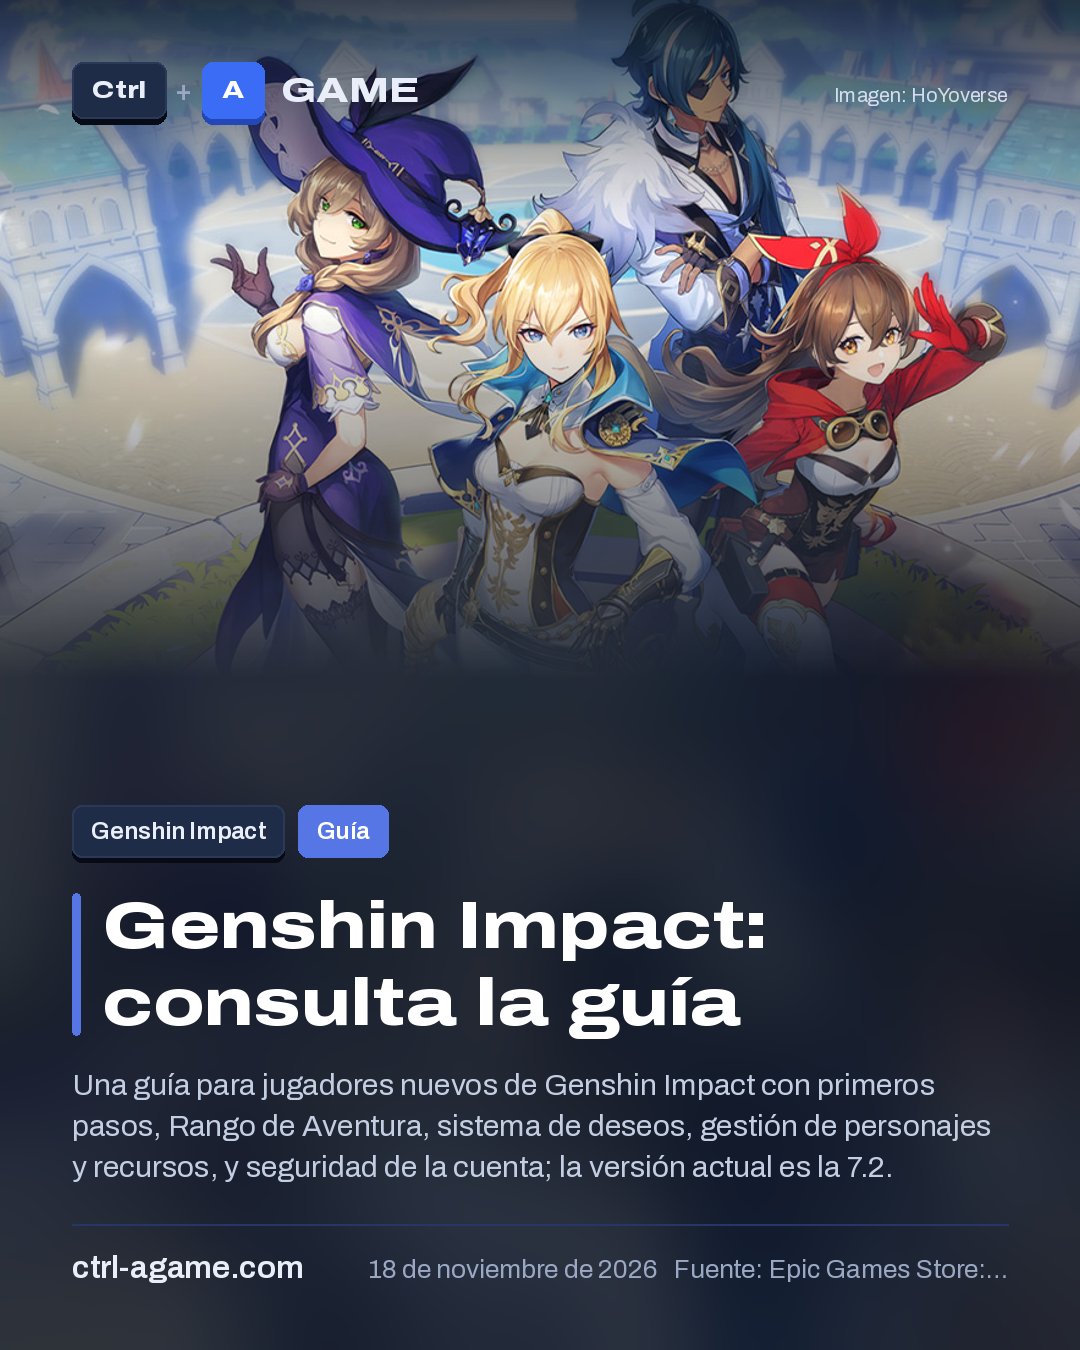 Ctrl + A GAME
Imagen: HoYoverse
Genshin Impact Guía
Genshin Impact:
consulta la guía
Una guía para jugadores nuevos de Genshin Impact con primeros
pasos, Rango de Aventura, sistema de deseos, gestión de personajes
y recursos, y seguridad de la cuenta; la versión actual es la 7.2.
ctrl-agame.com 18 de noviembre de 2026 Fuente: Epic Games Store:...